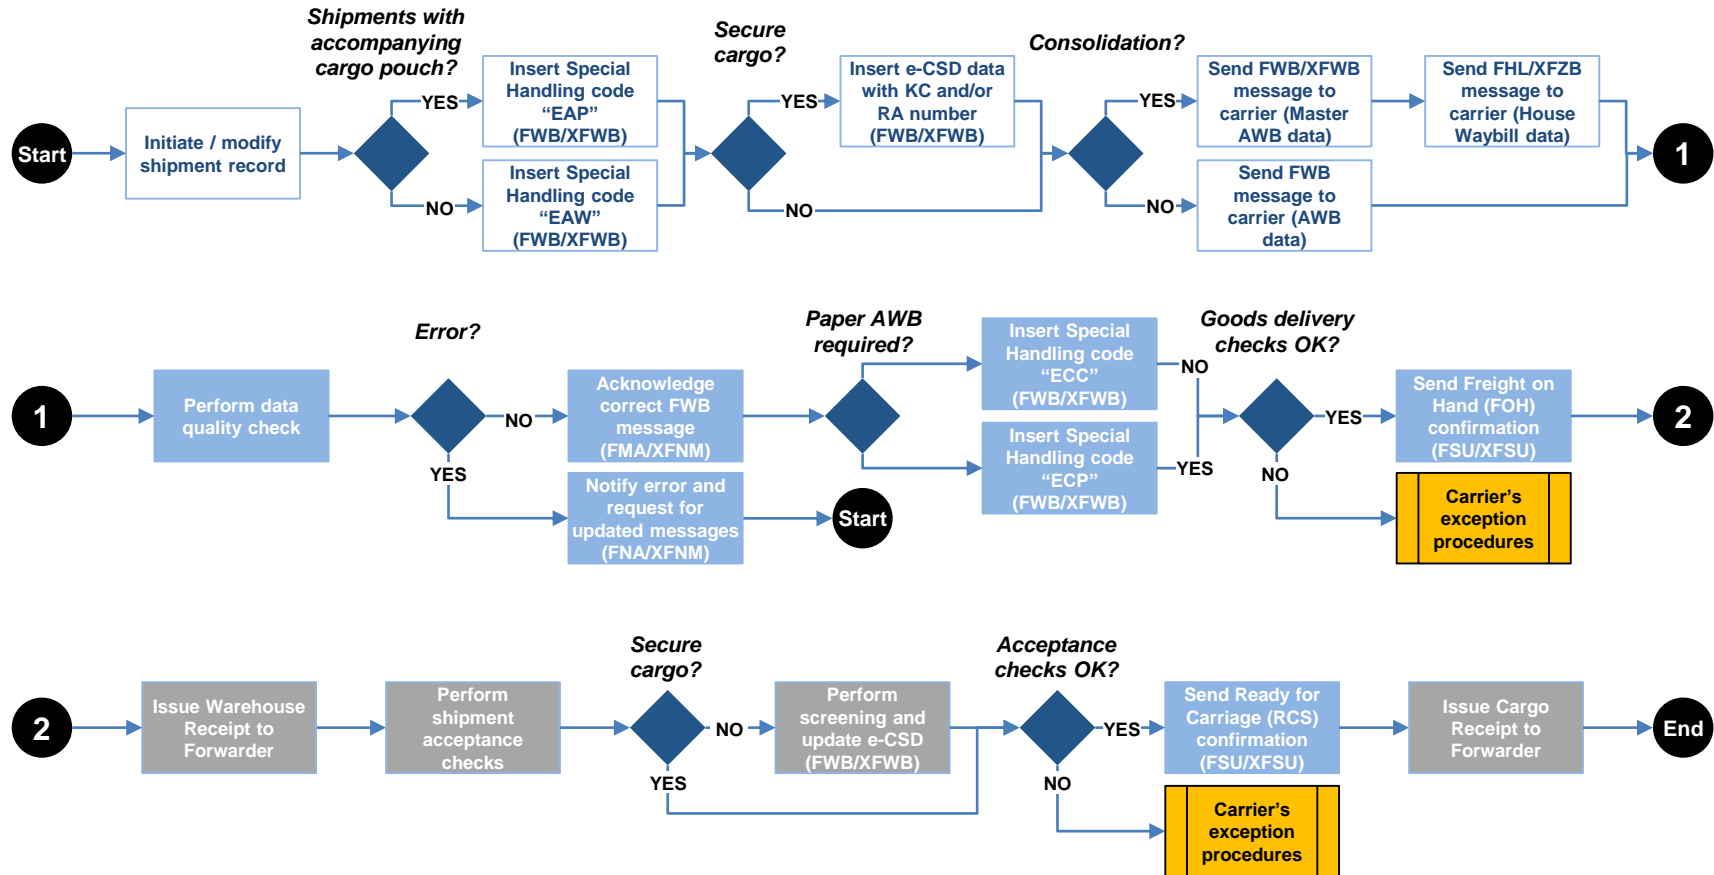 Shipments with
accompanying
cargo pouch?
Secure
cargo?
Consolidation?
Start
Initiate / modify
shipment record
YES
Insert Special
Handling code
“EAP”
(FWB/XFWB)
NO
Insert Special
Handling code
“EAW”
(FWB/XFWB)
YES
Insert e-CSD data
with KC and/or
RA number
(FWB/XFWB)
NO
YES
Send FWB/XFWB
message to
carrier (Master
AWB data)
Send FHL/XFZB
message to
carrier (House
Waybill data)
NO
Send FWB
message to
carrier (AWB
data)
1
Error?
Paper AWB
required?
Goods delivery
checks OK?
1
Perform data
quality check
NO
Acknowledge
correct FWB
message
(FMA/XFNM)
YES
Notify error and
request for
updated messages
(FNA/XFNM)
Start
Insert Special
Handling code
“ECC”
(FWB/XFWB)
NO
Insert Special
Handling code
“ECP”
(FWB/XFWB)
YES
YES
Send Freight on
Hand (FOH)
confirmation
(FSU/XFSU)
NO
Carrier’s
exception
procedures
2
Secure
cargo?
Acceptance
checks OK?
2
Issue Warehouse
Receipt to
Forwarder
Perform
shipment
acceptance
checks
NO
Perform
screening and
update e-CSD
(FWB/XFWB)
YES
YES
Send Ready for
Carriage (RCS)
confirmation
(FSU/XFSU)
NO
Carrier’s
exception
procedures
Issue Cargo
Receipt to
Forwarder
End